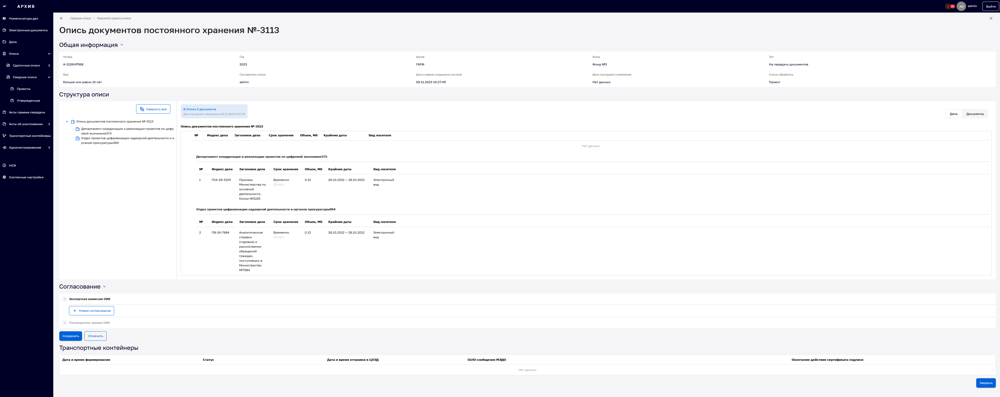 АРХИВ
57
AD
admin
Выйти
Номенклатура дел
Электронные документы
Дела
Описи
Сдаточные описи
Сводные описи
Проекты
Утвержденные
Акты приема-передачи
Акты об уничтожении
Транспортные контейнеры
Администрирование
НСИ
Системные настройки
Сводные описи / Просмотр проекта описи
Опись документов постоянного хранения №-3113
Общая информация
Номер Год Архив Фонд Тип
А-1126НР568 2023 ГАРФ Фонд №3 На передачу документов
Вид Составитель описи Дата и время создания в системе Дата последнего изменения Статус обработки
больше или равно 10 лет admin 09.11.2023 14:27:45 Нет данных Проект
Структура описи
Свернуть все
Опись документов постоянного хранения №-3113
Департамент координации и реализации проектов по цифр
овой экономике373
Отдел проектов цифровизации надзорной деятельности и о
рганов прокуратуры994
В Описи 2 документа
Дата последнего обновления 09.11.2023 14:27:45
Дела Документы
Опись документов постоянного хранения №-3113
№ Индекс дела Заголовок дела Срок хранения Объем, Мб Крайние даты Вид носителя
Нет данных
Департамент координации и реализации проектов по цифровой экономике373
№ Индекс дела Заголовок дела Срок хранения Объем, Мб Крайние даты Вид носителя
1 П14-28-3225 Приказы Временно 0.12 28.10.2012 — 28.10.2012 Электронный
Министерства по (10 лет) вид
основной
деятельности.
Копии №3225
Отдел проектов цифровизации надзорной деятельности и органов прокуратуры994
№ Индекс дела Заголовок дела Срок хранения Объем, Мб Крайние даты Вид носителя
2 П8-24-7984 Аналитические Временно 0.12 28.10.2012 — 28.10.2012 Электронный
справки (10 лет) вид
(годовые) о
рассмотрении
обращений
граждан,
поступивших в
Министерство
№7984
Согласование
Экспертная комиссия ОИК
+ Новое согласование
Руководитель архива ОИК
Сохранить Отменить
Транспортные контейнеры
Дата и время формирования Статус Дата и время отправки в ЦХЭД GUID сообщения МЭДО Окончание действия сертификата подписи
Нет данных
Закрыть